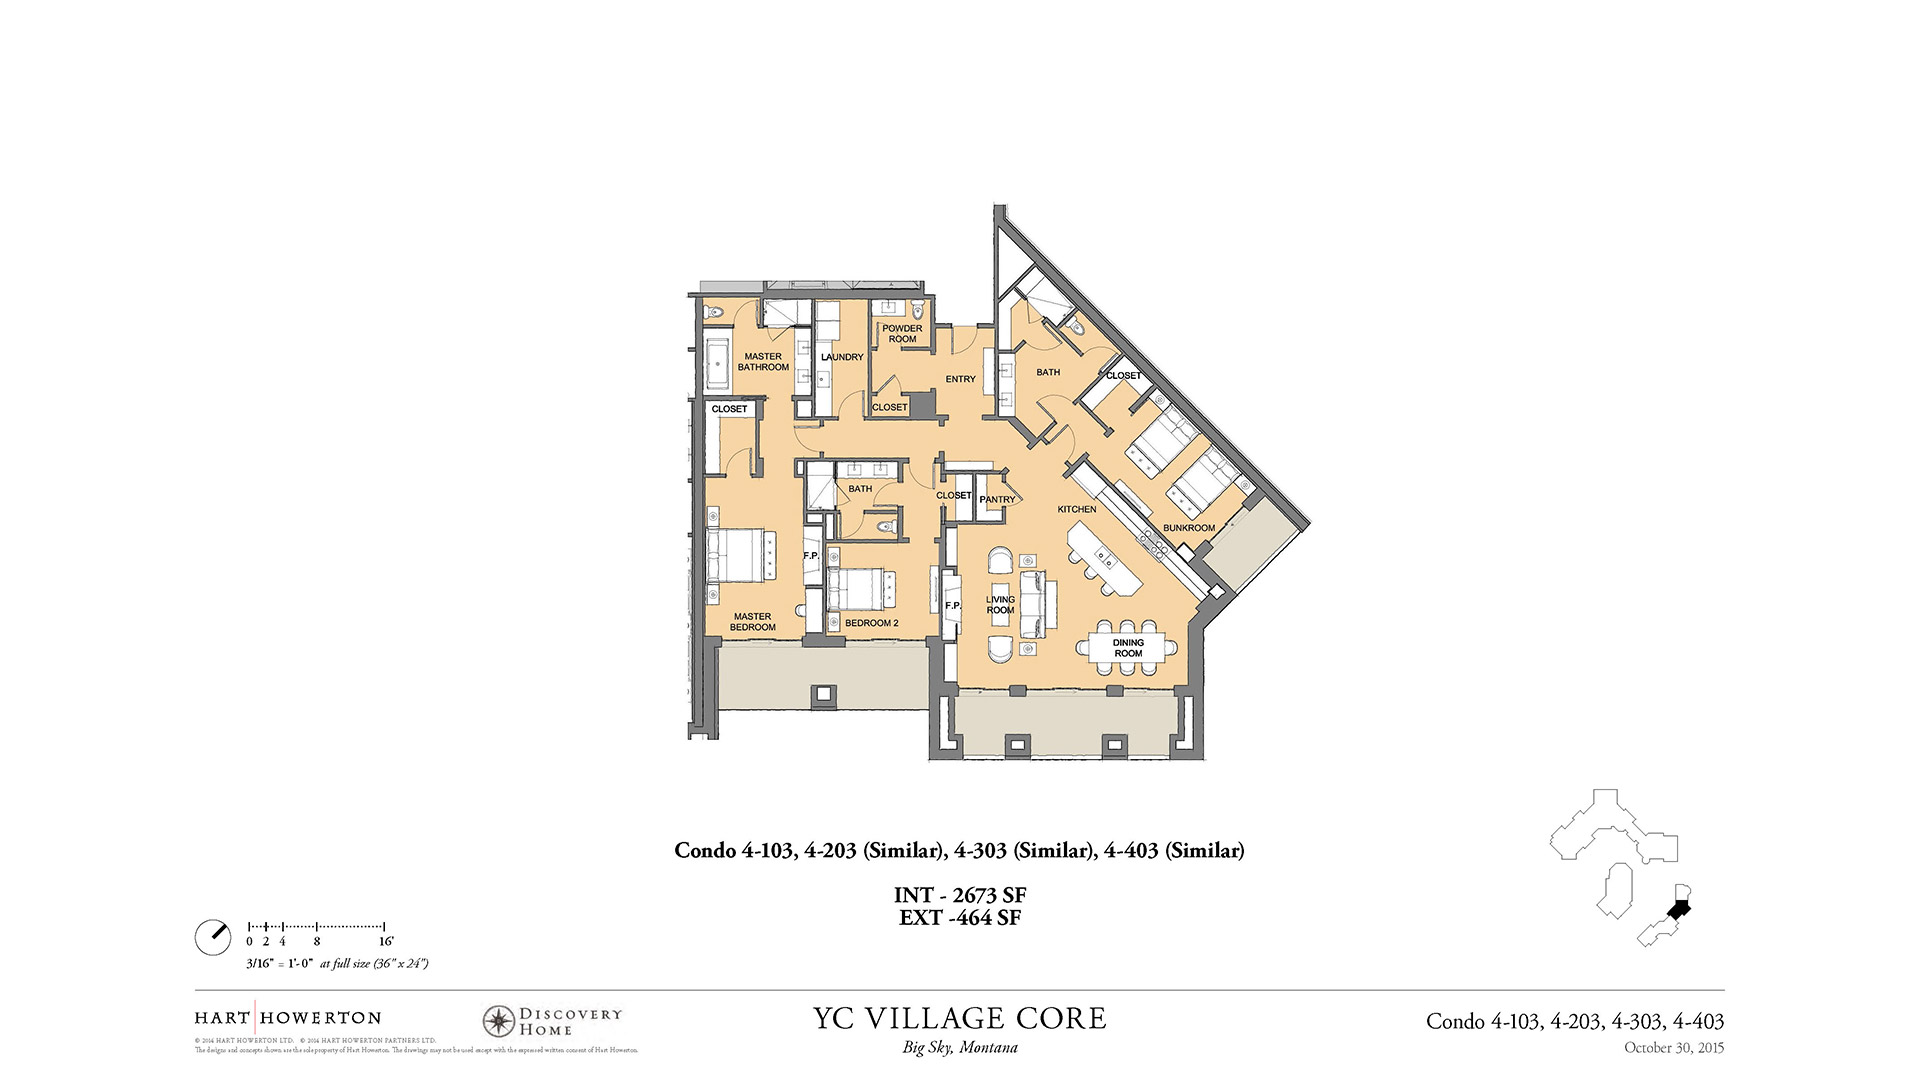 POWDER
ROOM
MASTER
BATHROOM
LAUNDRY
ENTRY
BATH
CLOSET
CLOSET
CLOSET
BATH
CLOSET
PANTRY
KITCHEN
BUNKROOM
F.P.
MASTER
BEDROOM
BEDROOM 2
F.P.
LIVING
ROOM
DINING
ROOM
Condo 4-103, 4-203 (Similar), 4-303 (Similar), 4-403 (Similar)
INT - 2673 SF
EXT -464 SF
0 2 4 8 16'
3/16" = 1'-0" at full size (36" x 24")
HART HOWERTON
© 2014 HART HOWERTON LTD. © 2014 HART HOWERTON PARTNERS LTD.
The designs and concepts shown are the sole property of Hart Howerton. The drawings may not be used except with the expressed written consent of Hart Howerton.
DISCOVERY
HOME
YC VILLAGE CORE
Big Sky, Montana
Condo 4-103, 4-203, 4-303, 4-403
October 30, 2015